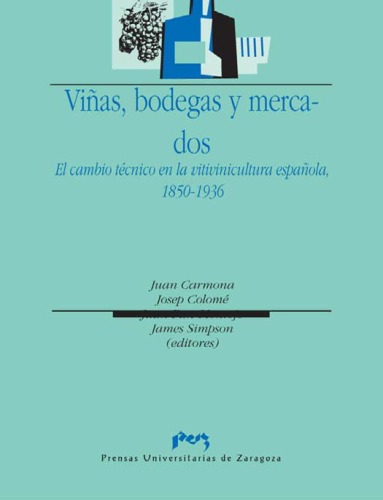 Viñas, bodegas y merca-
dos
El cambio técnico en la vitivinicultura española,
1850-1936
Juan Carmona
Josep Colomé
Juan
James Simpson
(editores)
Prensas Universitarias de Zaragoza